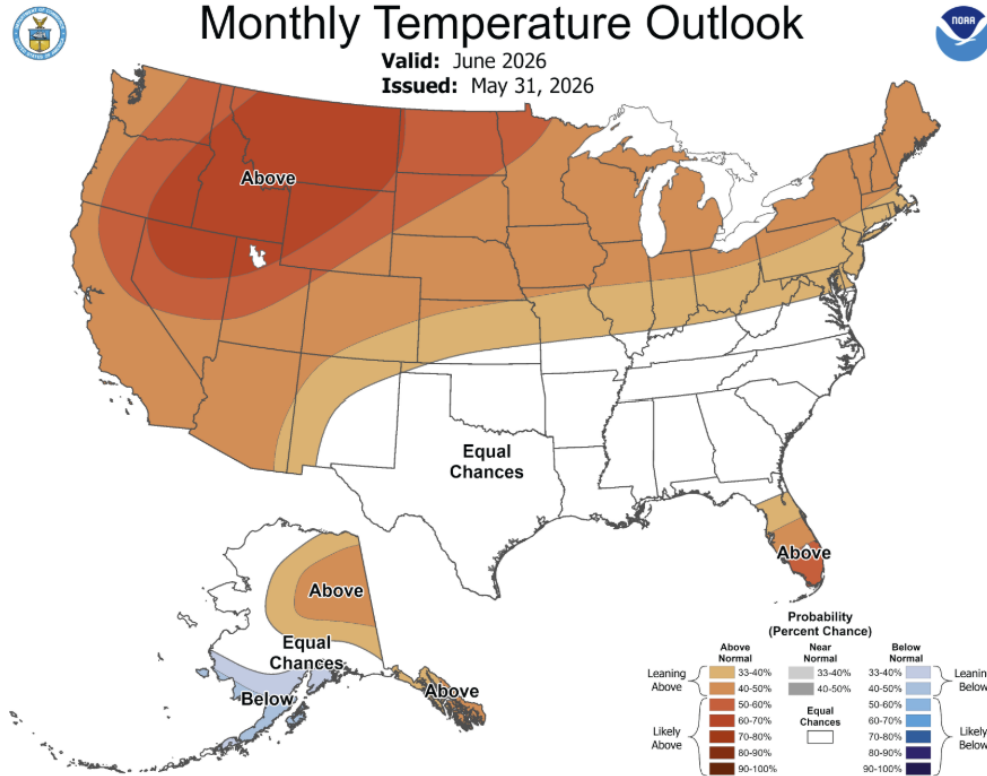 Monthly Temperature Outlook
NOAA
Valid: June 2026
Issued: May 31, 2026
Above
Equal
Chances
Above
Above
Equal
Chances
Below
Above
Probability
(Percent Chance)
Above
Normal
Near
Normal
Below
Normal
Leaning
Above
33-40%
40-50%
33-40%
40-50%
33-40%
40-50%
Leaning
Below
Likely
Above
50-60%
60-70%
70-80%
80-90%
90-100%
Equal
Chances
50-60%
60-70%
70-80%
80-90%
90-100%
Likely
Below